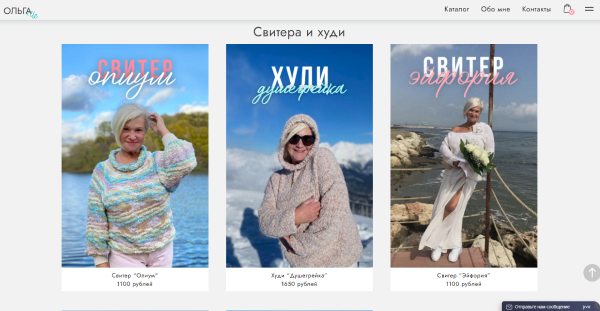 ОЛЬГА
Каталог Обо мне Контакты
Свитера и худи
СВИТЕР
опиум
ХУДИ
душегрейка
СВИТЕР
эйфория
Свитер "Опиум"
1100 рублей
Худи "Душегрейка"
1650 рублей
Свитер "Эйфория"
1100 рублей
Отправьте нам сообщение jivo